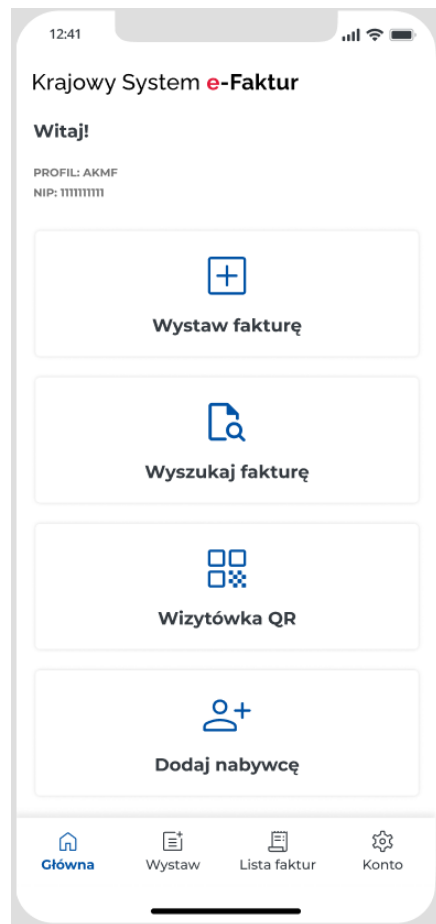 12:41
Krajowy System e-Faktur
Witaj!
PROFIL: AKMF
NIP: 1111111111
Wystaw fakturę
Wyszukaj fakturę
Wizytówka QR
Dodaj nabywcę
Główna
Wystaw
Lista faktur
Konto